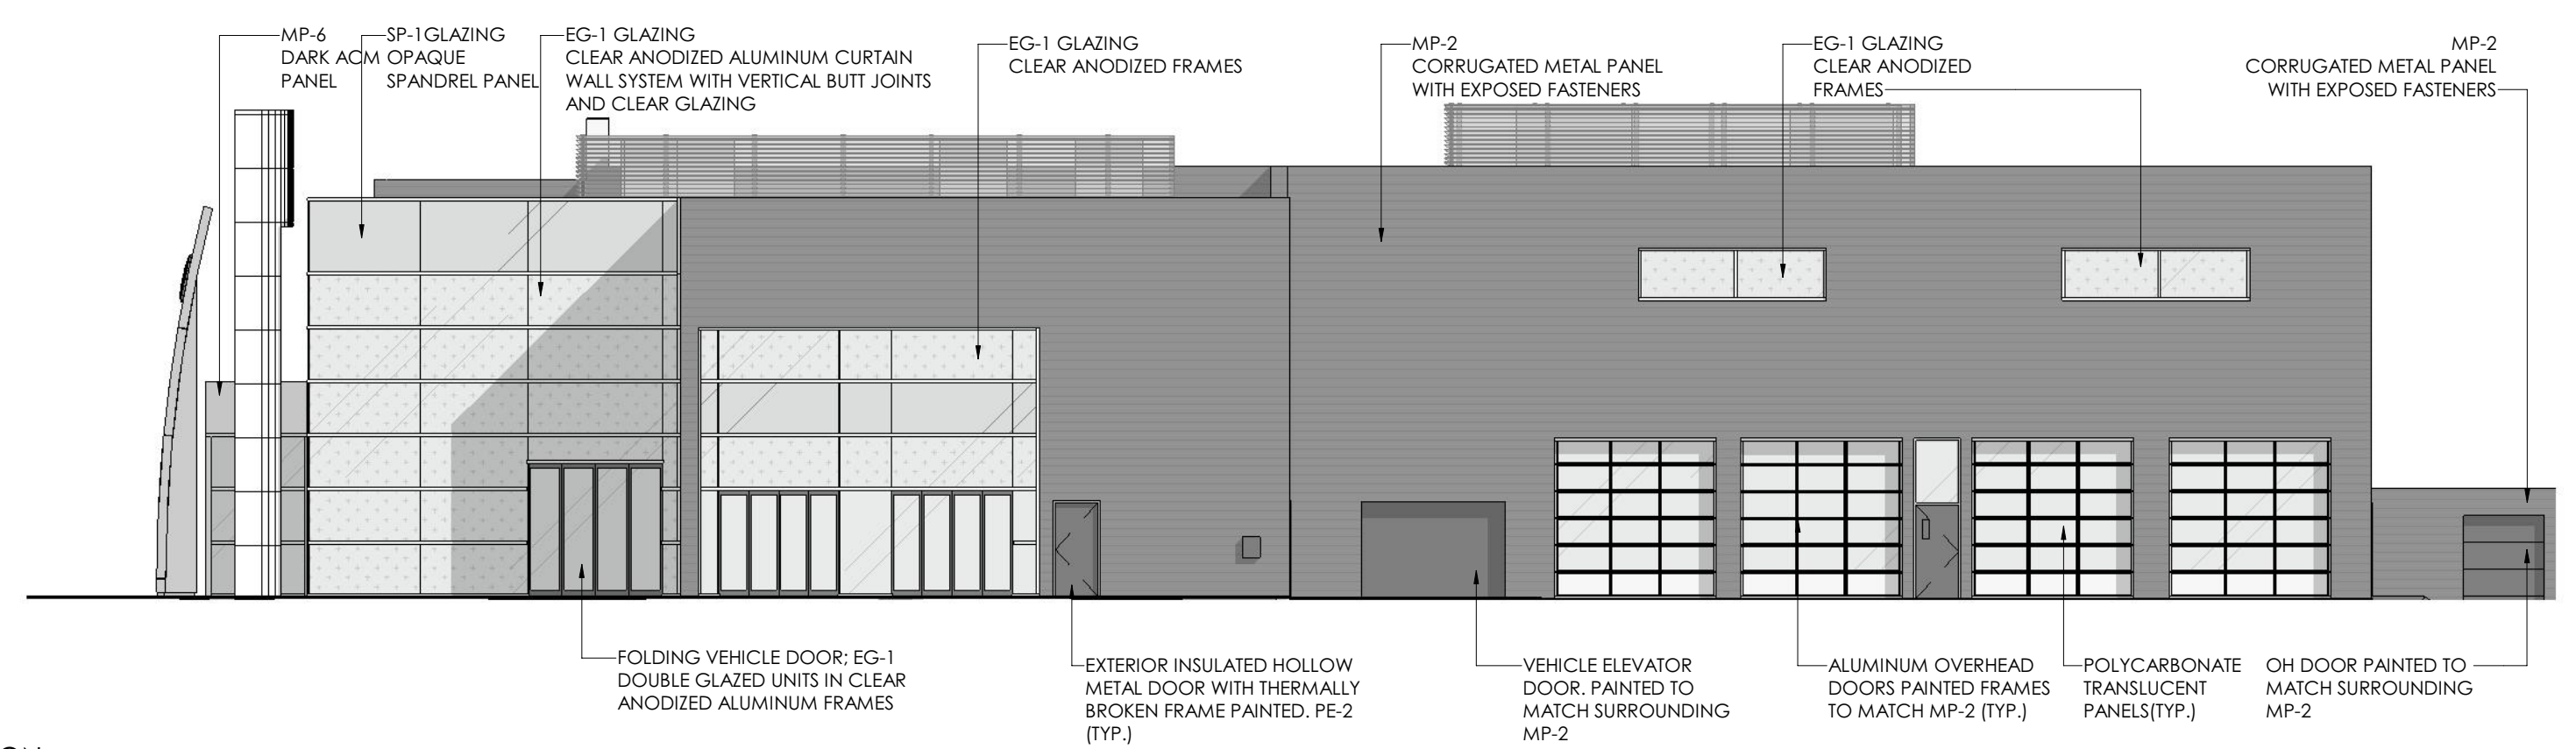 MP-6
DARK ACM
PANEL
SP-1GLAZING
OPAQUE
SPANDREL PANEL
EG-1 GLAZING
CLEAR ANODIZED ALUMINUM CURTAIN
WALL SYSTEM WITH VERTICAL BUTT JOINTS
AND CLEAR GLAZING
EG-1 GLAZING
CLEAR ANODIZED FRAMES
MP-2
CORRUGATED METAL PANEL
WITH EXPOSED FASTENERS
EG-1 GLAZING
CLEAR ANODIZED
FRAMES
MP-2
CORRUGATED METAL PANEL
WITH EXPOSED FASTENERS
FOLDING VEHICLE DOOR; EG-1
DOUBLE GLAZED UNITS IN CLEAR
ANODIZED ALUMINUM FRAMES
EXTERIOR INSULATED HOLLOW
METAL DOOR WITH THERMALLY
BROKEN FRAME PAINTED. PE-2
(TYP.)
VEHICLE ELEVATOR
DOOR. PAINTED TO
MATCH SURROUNDING
MP-2
ALUMINUM OVERHEAD
DOORS PAINTED FRAMES
TO MATCH MP-2 (TYP.)
POLYCARBONATE
TRANSLUCENT
PANELS(TYP.)
OH DOOR PAINTED TO
MATCH SURROUNDING
MP-2